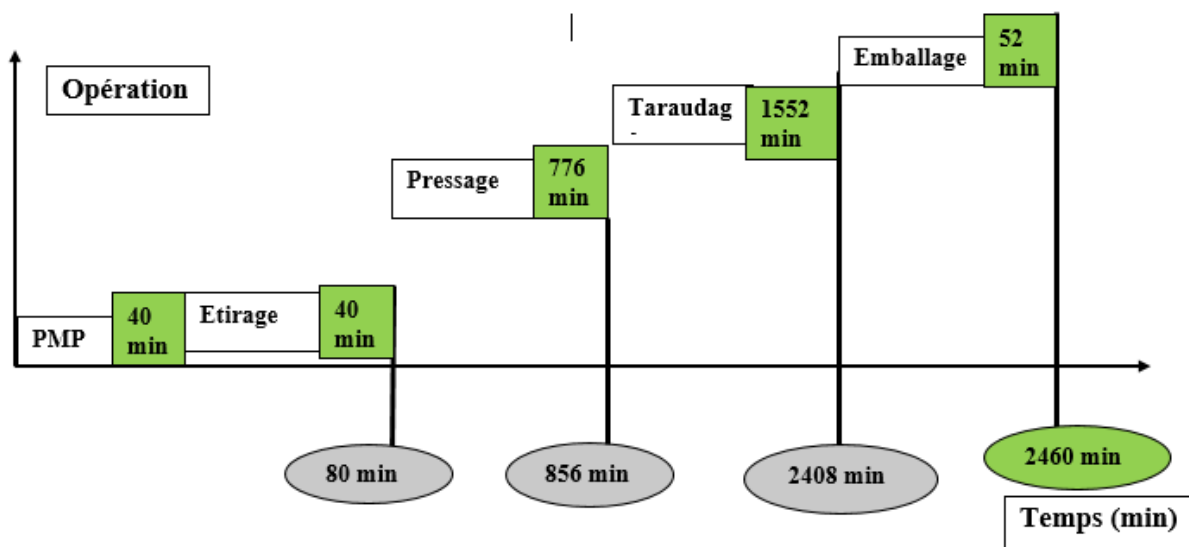 Opération
Emballage
52
min
Taraudag
1552
min
Pressage
776
min
PMP
40
min
Etirage
40
min
80 min
856 min
2408 min
2460 min
Temps (min)